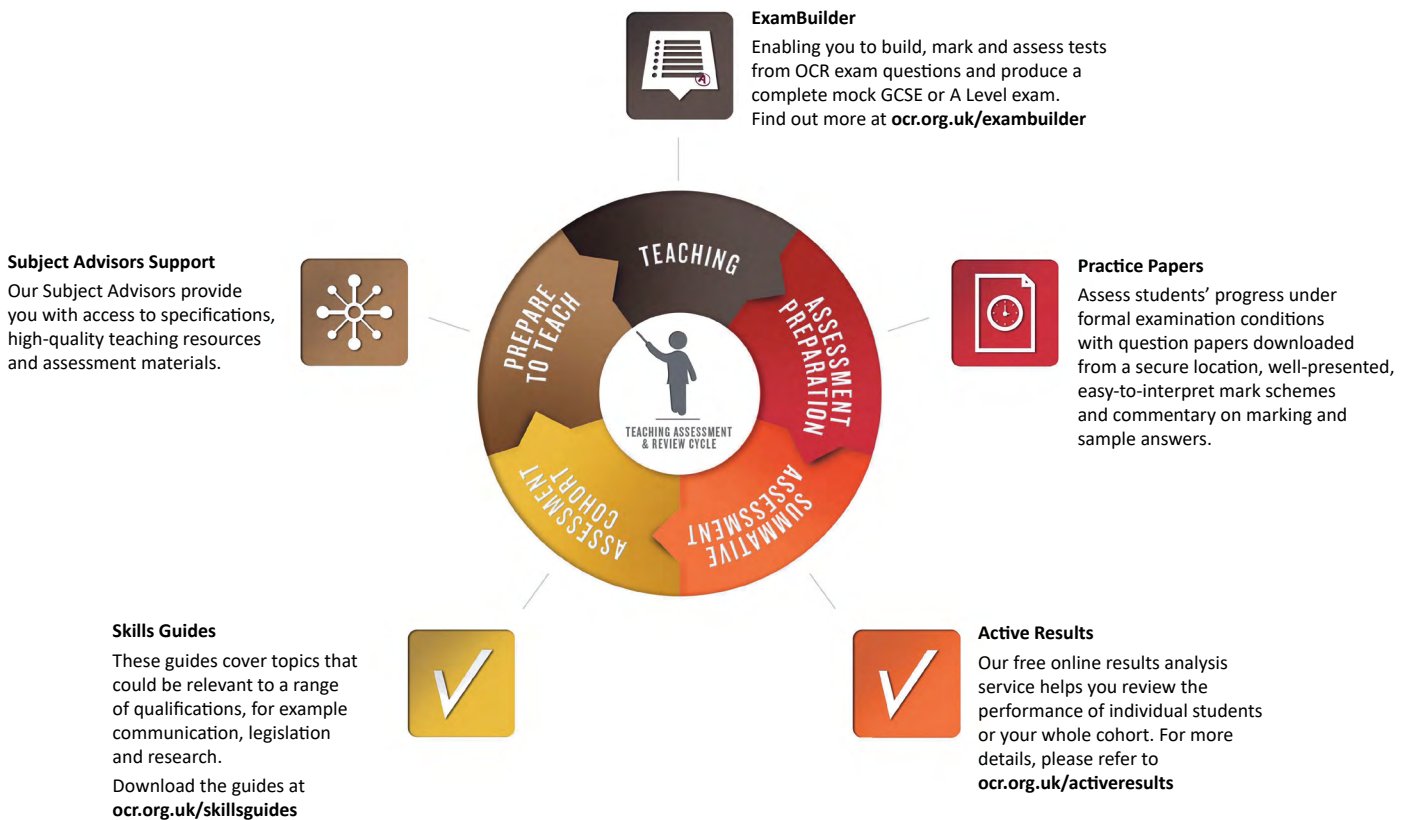 ExamBuilder
Enabling you to build, mark and assess tests
from OCR exam questions and produce a
complete mock GCSE or A Level exam.
Find out more at ocr.org.uk/exambuilder
A
Subject Advisors Support
Our Subject Advisors provide
you with access to specifications,
high-quality teaching resources
and assessment materials.
TEACHING
PREPARE
TO TEACH
ASSESSMENT
PREPARATION
TEACHING ASSESSMENT
& REVIEW CYCLE
ASSESSMENT
COHORT
SUMMATIVE
ASSESSMENT
Practice Papers
Assess students’ progress under
formal examination conditions
with question papers downloaded
from a secure location, well-presented,
easy-to-interpret mark schemes
and commentary on marking and
sample answers.
Skills Guides
These guides cover topics that
could be relevant to a range
of qualifications, for example
communication, legislation
and research.
Download the guides at
ocr.org.uk/skillsguides
Active Results
Our free online results analysis
service helps you review the
performance of individual students
or your whole cohort. For more
details, please refer to
ocr.org.uk/activeresults